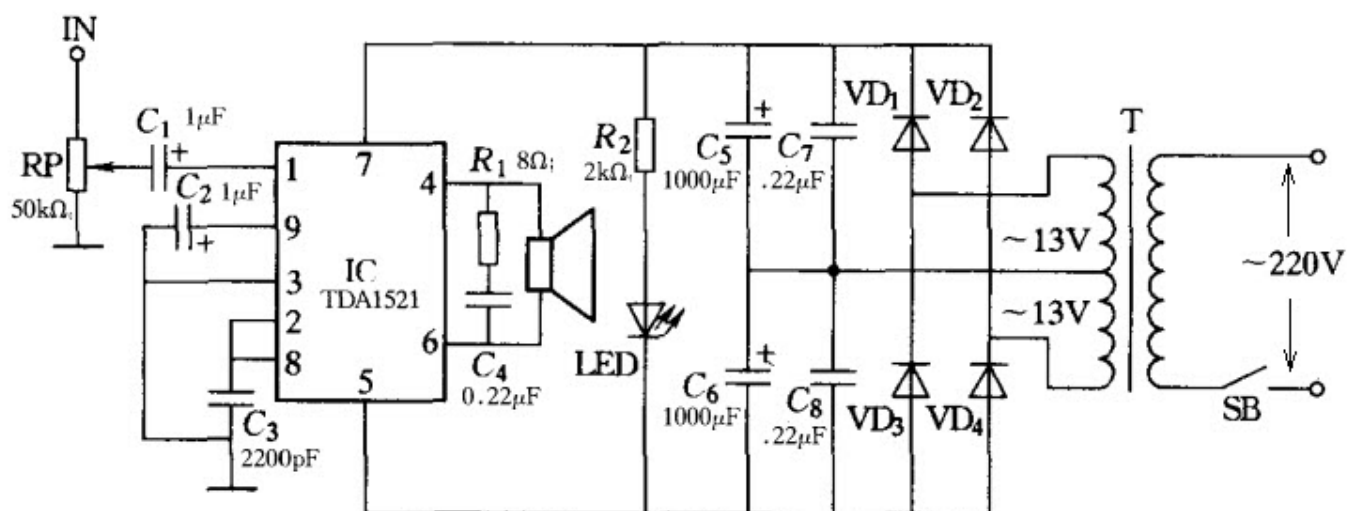 IN
RP
50kΩ
C1 1μF
C2 1μF
1
9
3
2
8
7
5
4
6
IC
TDA1521
C3
2200pF
R1 8Ω
C4
0.22μF
R2
2kΩ
LED
C5
1000μF
C7
.22μF
C6
1000μF
C8
.22μF
VD1 VD2
VD3 VD4
T
~13V
~13V
~220V
SB
+
+
+
+